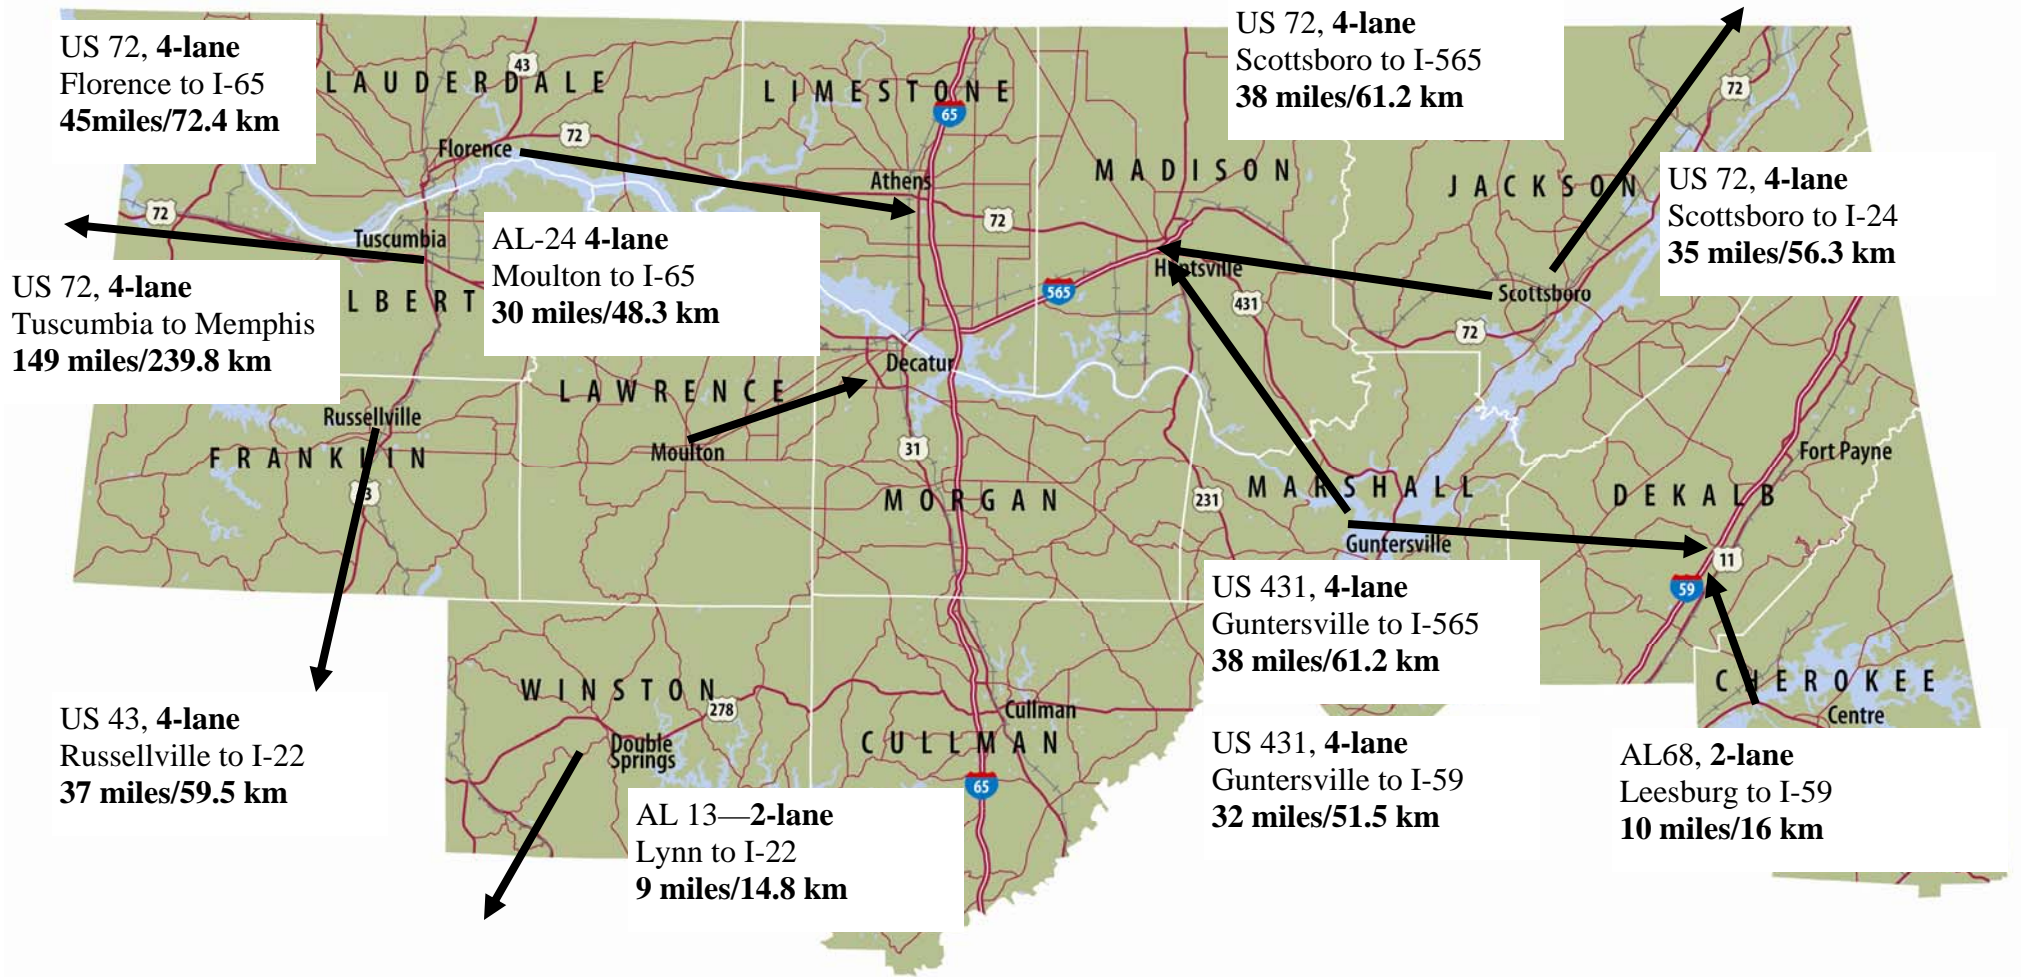 US 72, 4-lane
Florence to I-65
45miles/72.4 km
US 72, 4-lane
Scottsboro to I-565
38 miles/61.2 km
US 72, 4-lane
Scottsboro to I-24
35 miles/56.3 km
US 72, 4-lane
Tuscumbia to Memphis
149 miles/239.8 km
AL-24 4-lane
Moulton to I-65
30 miles/48.3 km
US 431, 4-lane
Guntersville to I-565
38 miles/61.2 km
US 43, 4-lane
Russellville to I-22
37 miles/59.5 km
US 431, 4-lane
Guntersville to I-59
32 miles/51.5 km
AL68, 2-lane
Leesburg to I-59
10 miles/16 km
AL 13—2-lane
Lynn to I-22
9 miles/14.8 km
LAUDERDALE
43
LIMESTONE
65
72
72
Florence
Athens
MADISON
JACKSON
72
72
Tuscumbia
Huntsville
LBERT
565
431
Scottsboro
72
Decatur
LAWRENCE
Russellville
FRANKLIN
Moulton
31
Fort Payne
3
MORGAN
231
MARSHALL
DEKALB
Guntersville
11
59
WINSTON
278
Cullman
CHEROKEE
Centre
Double
Springs
CULLMAN
65